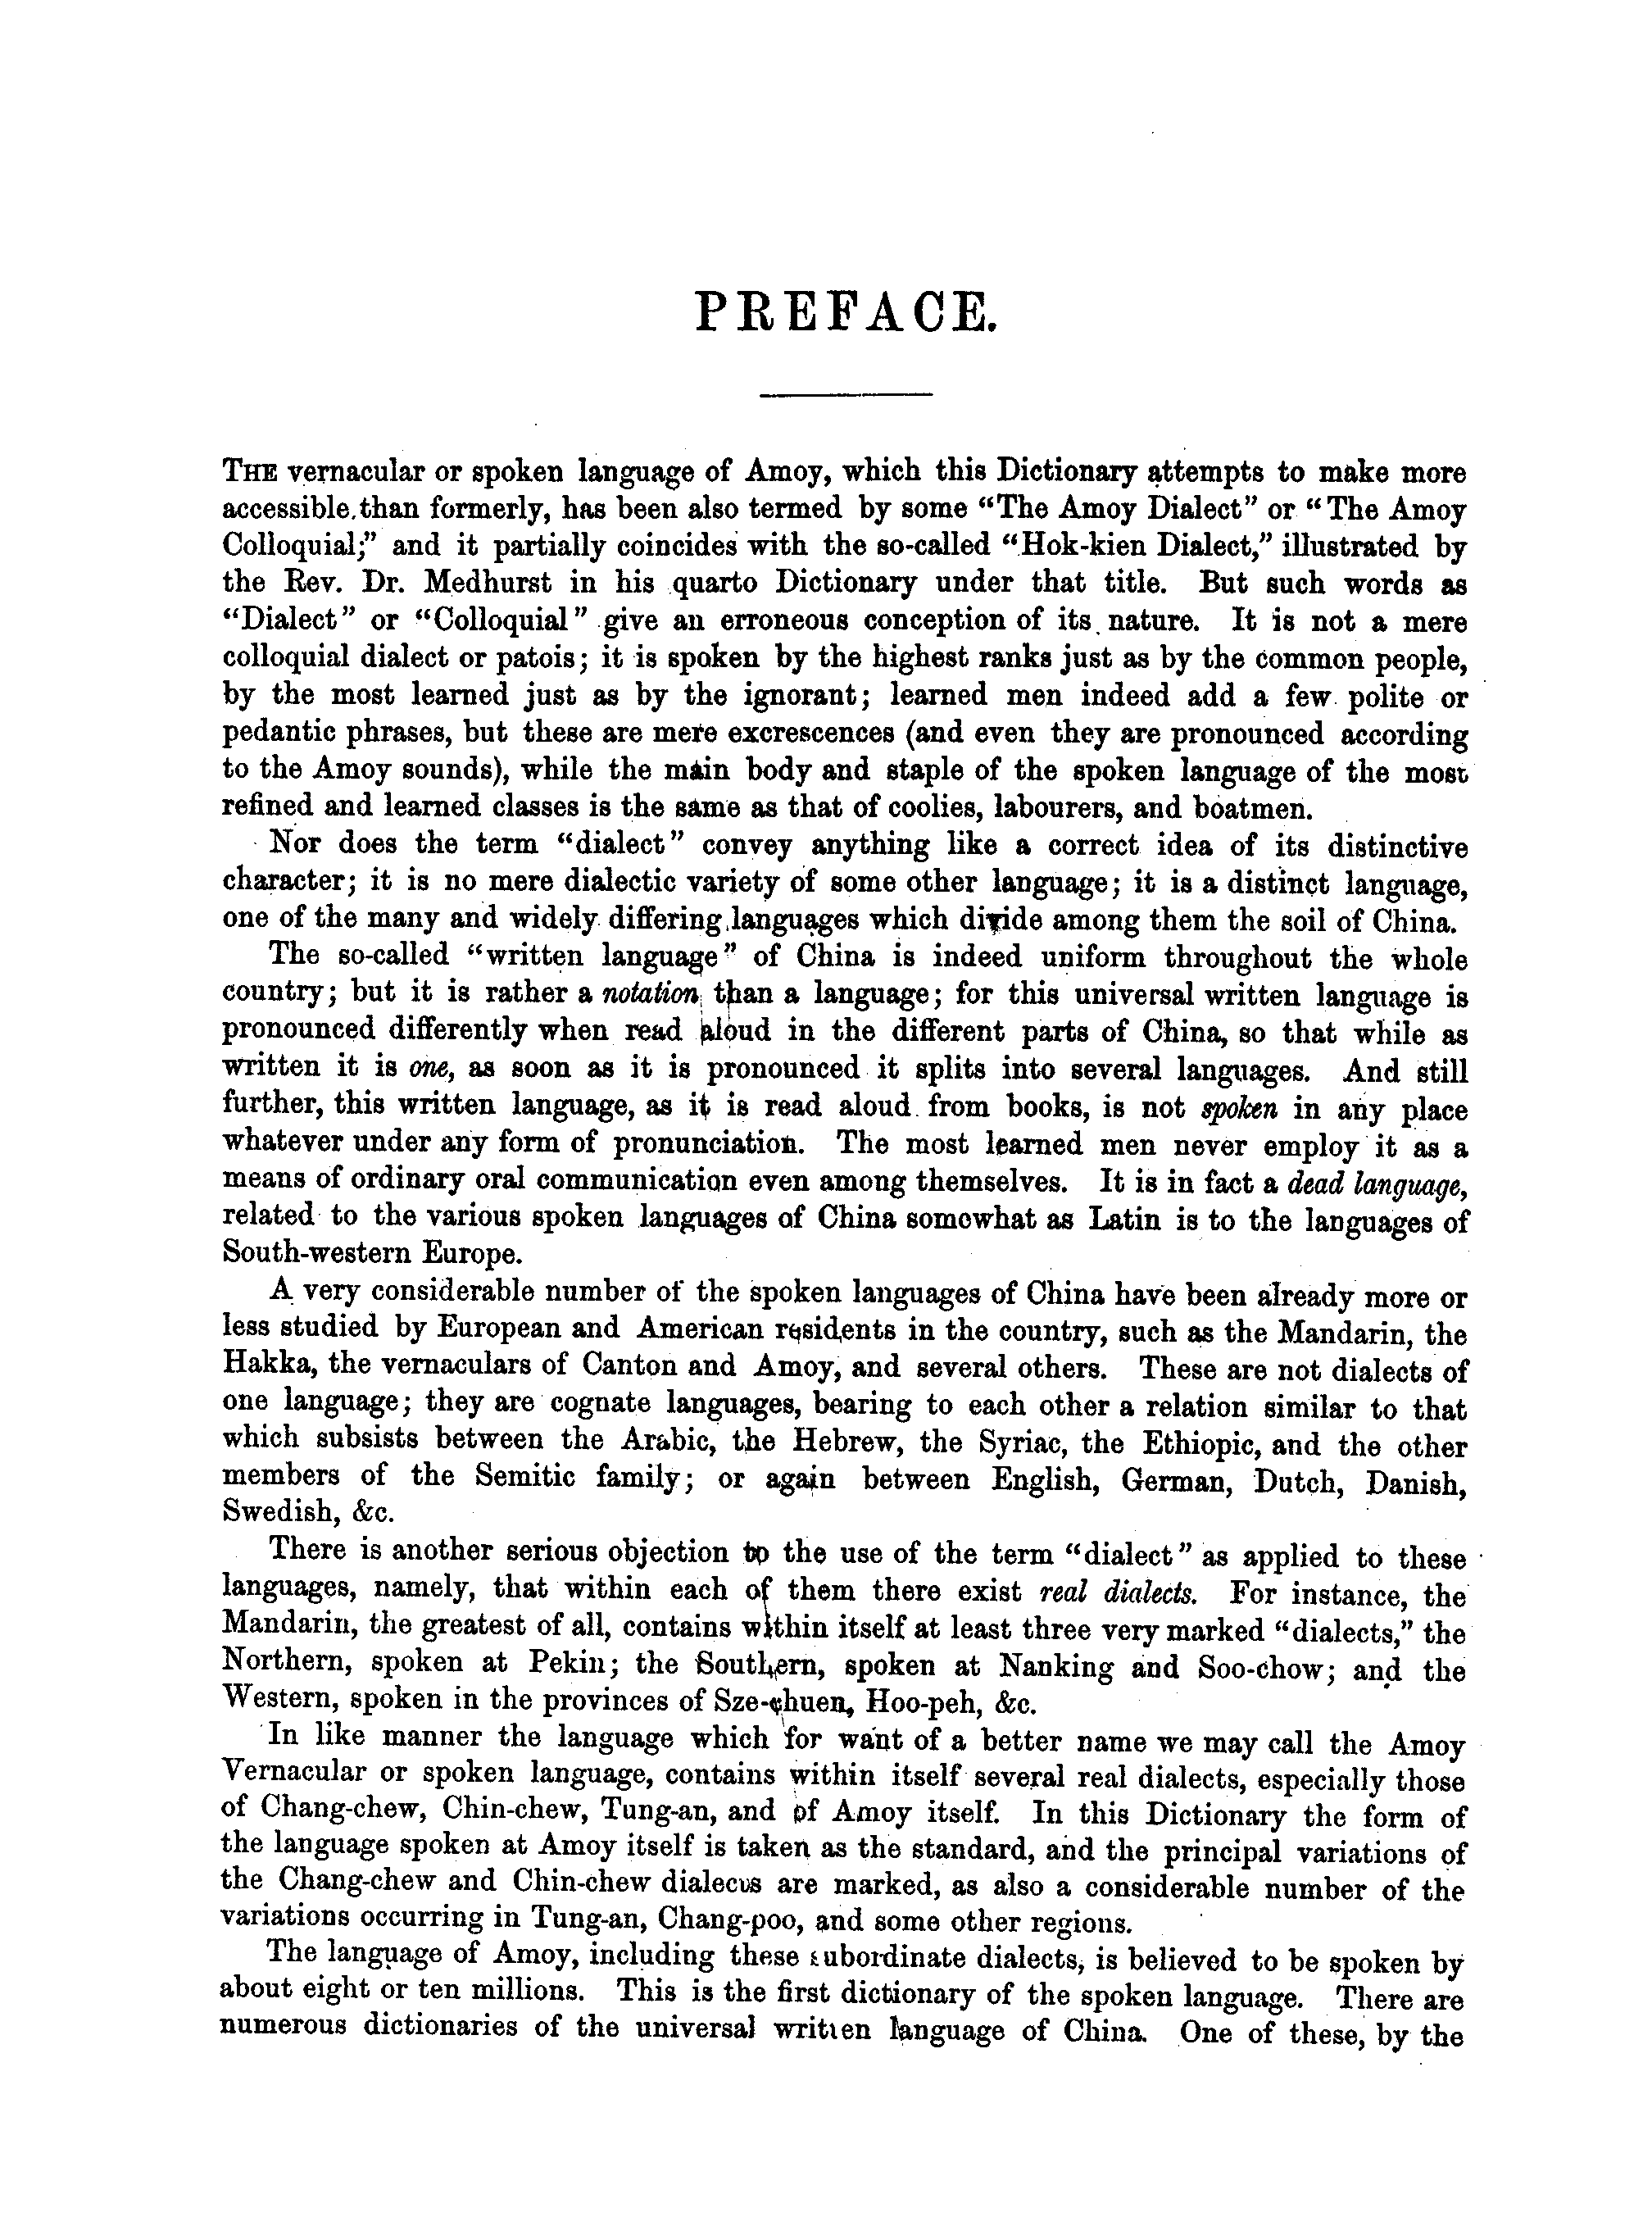 PREFACE.
THE vernacular or spoken language of Amoy, which this Dictionary attempts to make more
accessible than formerly, has been also termed by some “The Amoy Dialect” or “The Amoy
Colloquial;” and it partially coincides with the so-called “Hok-kien Dialect,” illustrated by
the Rev. Dr. Medhurst in his quarto Dictionary under that title. But such words as
“Dialect” or “Colloquial” give an erroneous conception of its nature. It is not a mere
colloquial dialect or patois; it is spoken by the highest ranks just as by the common people,
by the most learned just as by the ignorant; learned men indeed add a few polite or
pedantic phrases, but these are mere excrescences (and even they are pronounced according
to the Amoy sounds), while the main body and staple of the spoken language of the most
refined and learned classes is the same as that of coolies, labourers, and boatmen.
Nor does the term “dialect” convey anything like a correct idea of its distinctive
character; it is no mere dialectic variety of some other language; it is a distinct language,
one of the many and widely differing languages which divide among them the soil of China.
The so-called “written language” of China is indeed uniform throughout the whole
country; but it is rather a notation than a language; for this universal written language is
pronounced differently when read aloud in the different parts of China, so that while as
written it is one, as soon as it is pronounced it splits into several languages. And still
further, this written language, as it is read aloud from books, is not spoken in any place
whatever under any form of pronunciation. The most learned men never employ it as a
means of ordinary oral communication even among themselves. It is in fact a dead language,
related to the various spoken languages of China somewhat as Latin is to the languages of
South-western Europe.
A very considerable number of the spoken languages of China have been already more or
less studied by European and American residents in the country, such as the Mandarin, the
Hakka, the vernaculars of Canton and Amoy, and several others. These are not dialects of
one language; they are cognate languages, bearing to each other a relation similar to that
which subsists between the Arabic, the Hebrew, the Syriac, the Ethiopic, and the other
members of the Semitic family; or again between English, German, Dutch, Danish,
Swedish, &c.
There is another serious objection to the use of the term “dialect” as applied to these
languages, namely, that within each of them there exist real dialects. For instance, the
Mandarin, the greatest of all, contains within itself at least three very marked “dialects,” the
Northern, spoken at Pekin; the Southern, spoken at Nanking and Soo-chow; and the
Western, spoken in the provinces of Sze-chuen, Hoo-peh, &c.
In like manner the language which for want of a better name we may call the Amoy
Vernacular or spoken language, contains within itself several real dialects, especially those
of Chang-chew, Chin-chew, Tung-an, and of Amoy itself. In this Dictionary the form of
the language spoken at Amoy itself is taken as the standard, and the principal variations of
the Chang-chew and Chin-chew dialects are marked, as also a considerable number of the
variations occurring in Tung-an, Chang-poo, and some other regions.
The language of Amoy, including these subordinate dialects, is believed to be spoken by
about eight or ten millions. This is the first dictionary of the spoken language. There are
numerous dictionaries of the universal written language of China. One of these, by the